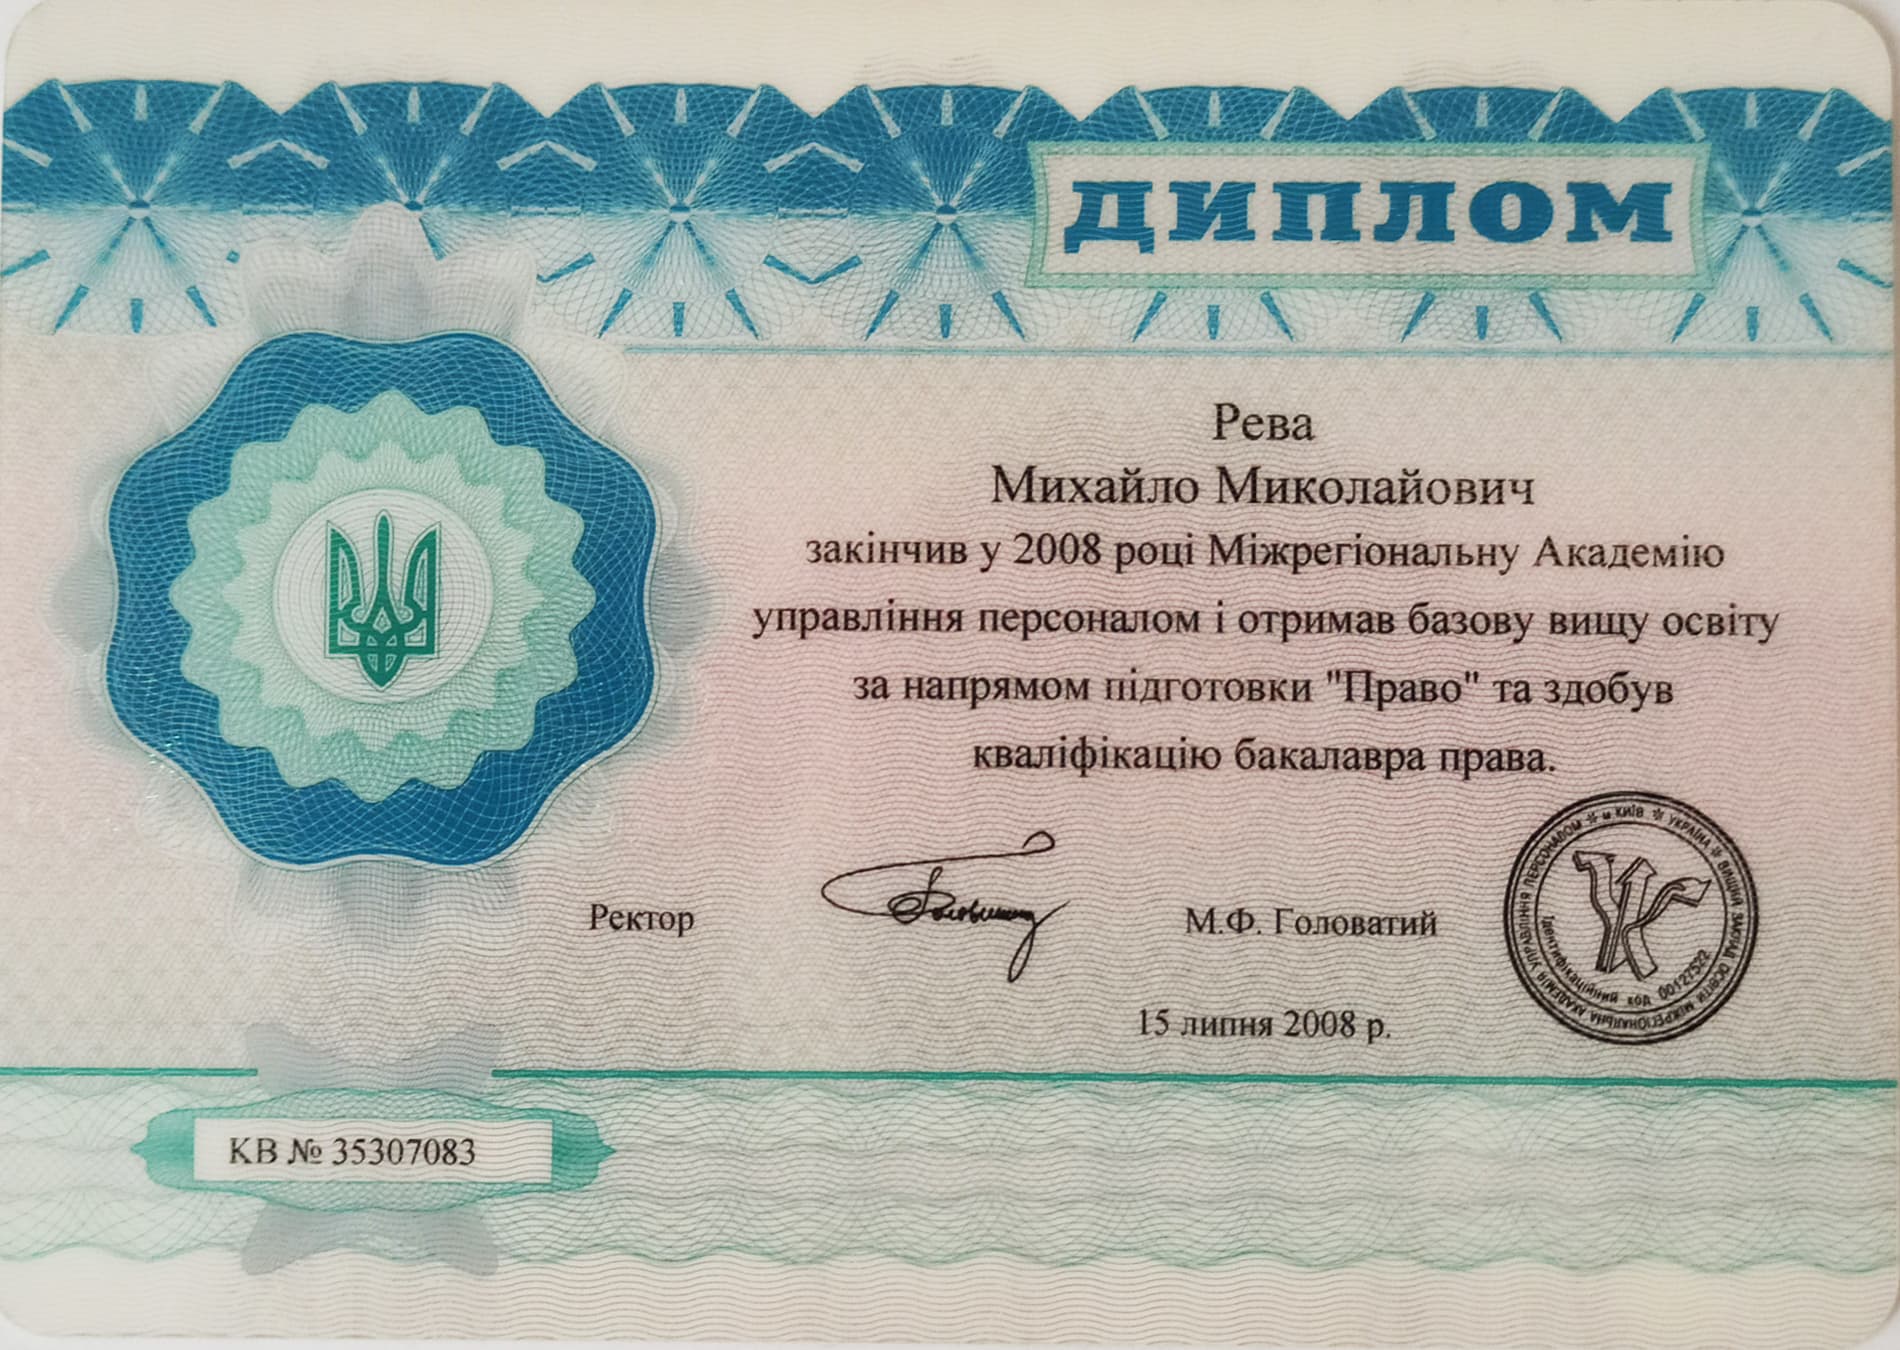 ДИПЛОМ
Рева
Михайло Миколайович
закінчив у 2008 році Міжрегіональну Академію
управління персоналом і отримав базову вищу освіту
за напрямом підготовки "Право" та здобув
кваліфікацію бакалавра права.
Ректор
М.Ф. Головатий
УКРАЇНА * ВИЩИЙ ЗАКЛАД ОСВІТИ МІЖРЕГІОНАЛЬНА АКАДЕМІЯ УПРАВЛІННЯ ПЕРСОНАЛОМ * м КИЇВ *
Ідентифікаційний код 00127522
15 липня 2008 р.
КВ № 35307083